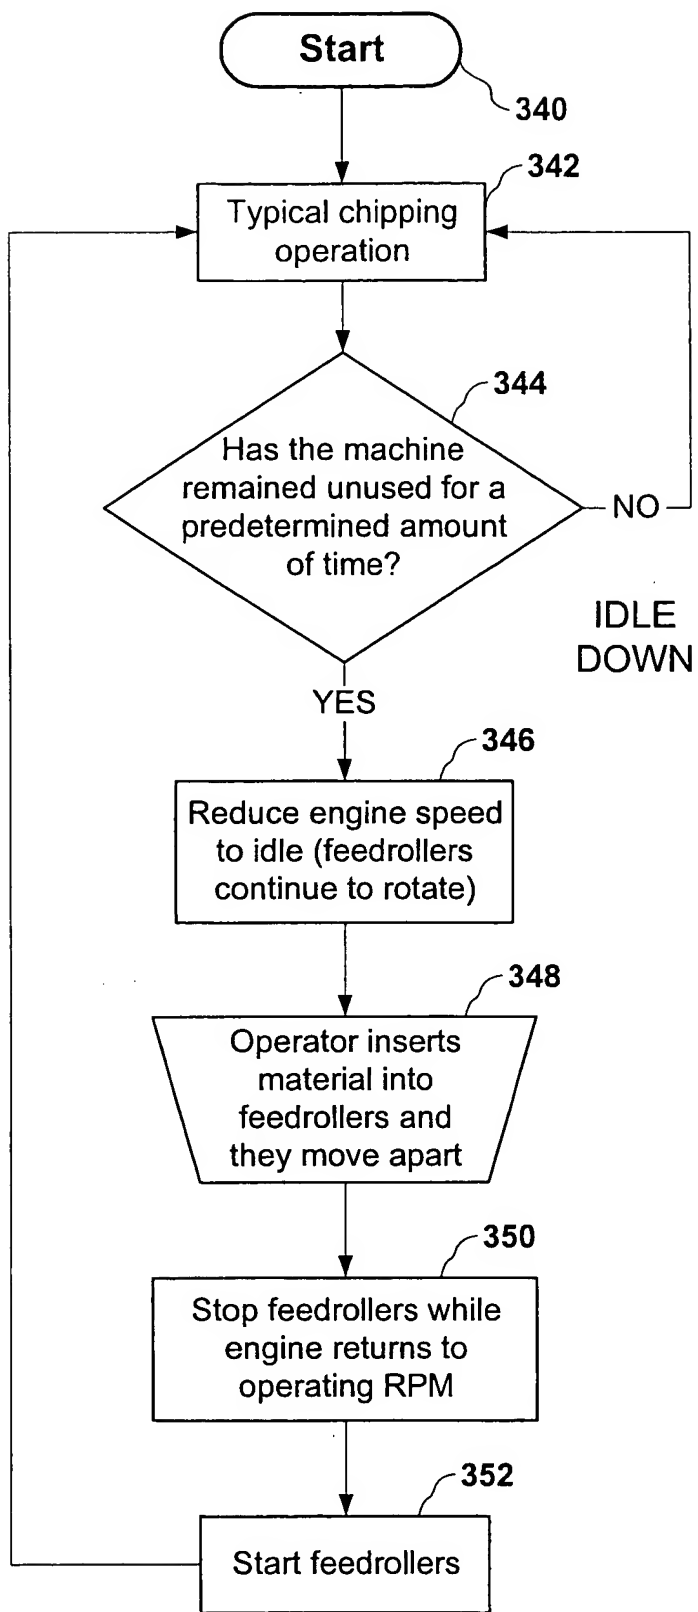 Start
340
342
Typical chipping
operation
344
Has the machine
remained unused for a
predetermined amount
of time?
NO
IDLE
DOWN
YES
346
Reduce engine speed
to idle (feedrollers
continue to rotate)
348
Operator inserts
material into
feedrollers and
they move apart
350
Stop feedrollers while
engine returns to
operating RPM
352
Start feedrollers